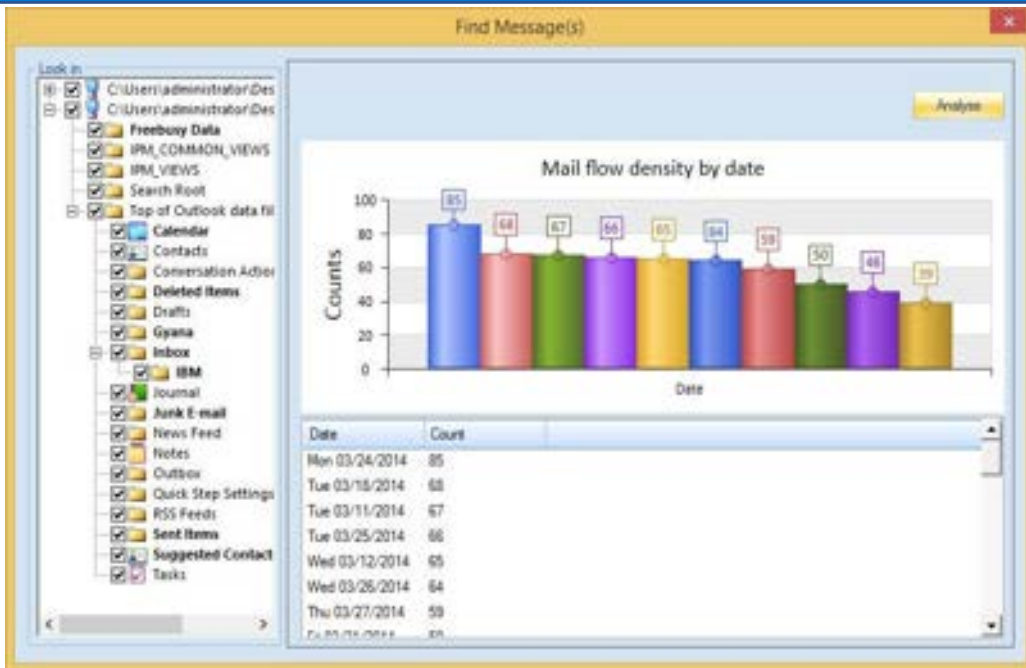 Find Message(s)
Look in
C:\Users\administrator\Des
C:\Users\administrator\Des
Freebusy Data
IPM_COMMON_VIEWS
IPM_VIEWS
Search Root
Top of Outlook data fil
Calendar
Contacts
Conversation Action
Deleted Items
Drafts
Gyana
Inbox
IBM
Journal
Junk E-mail
News Feed
Notes
Outbox
Quick Step Settings
RSS Feeds
Sent Items
Suggested Contact
Tasks
Analyse
Mail flow density by date
Counts
100
80
60
40
20
0
85
68
67
66
65
64
59
50
46
39
Date
Date Count
Mon 03/24/2014 85
Tue 03/18/2014 68
Tue 03/11/2014 67
Tue 03/25/2014 66
Wed 03/12/2014 65
Wed 03/26/2014 64
Thu 03/27/2014 59